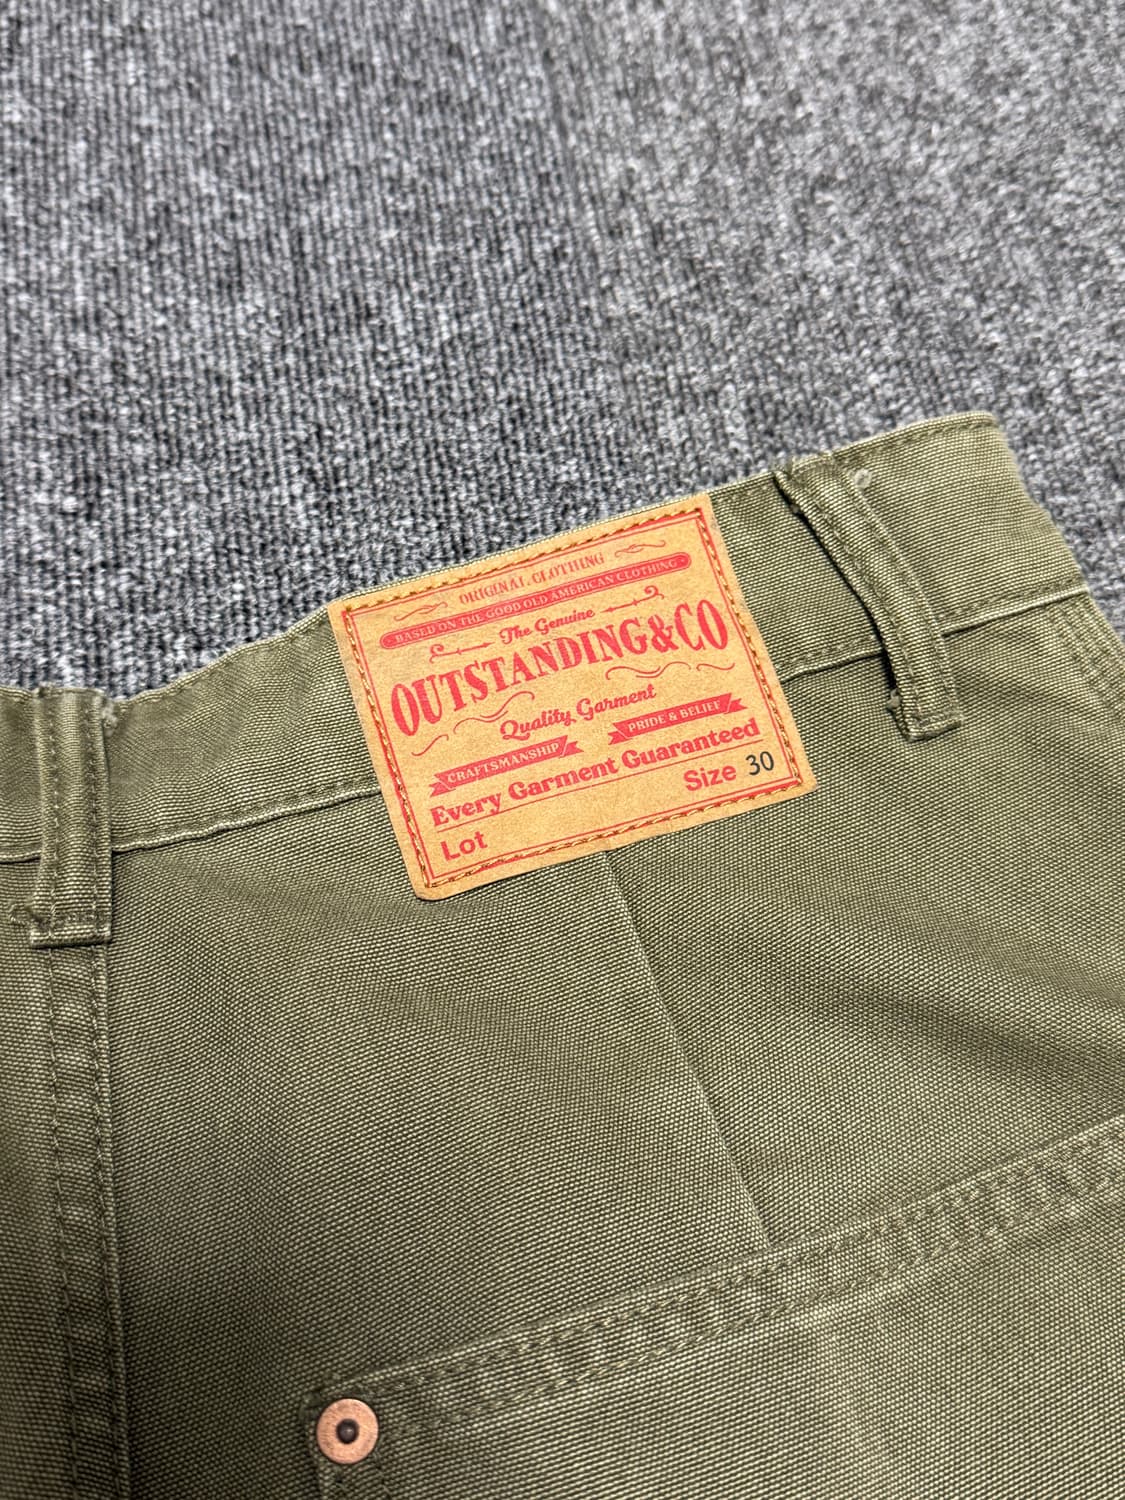 ORIGINAL CLOTHING
BASED ON THE GOOD OLD AMERICAN CLOTHING
The Genuine
OUTSTANDING&CO
Quality Garment
CRAFTSMANSHIP PRIDE & BELIEF
Every Garment Guaranteed
Lot Size 30